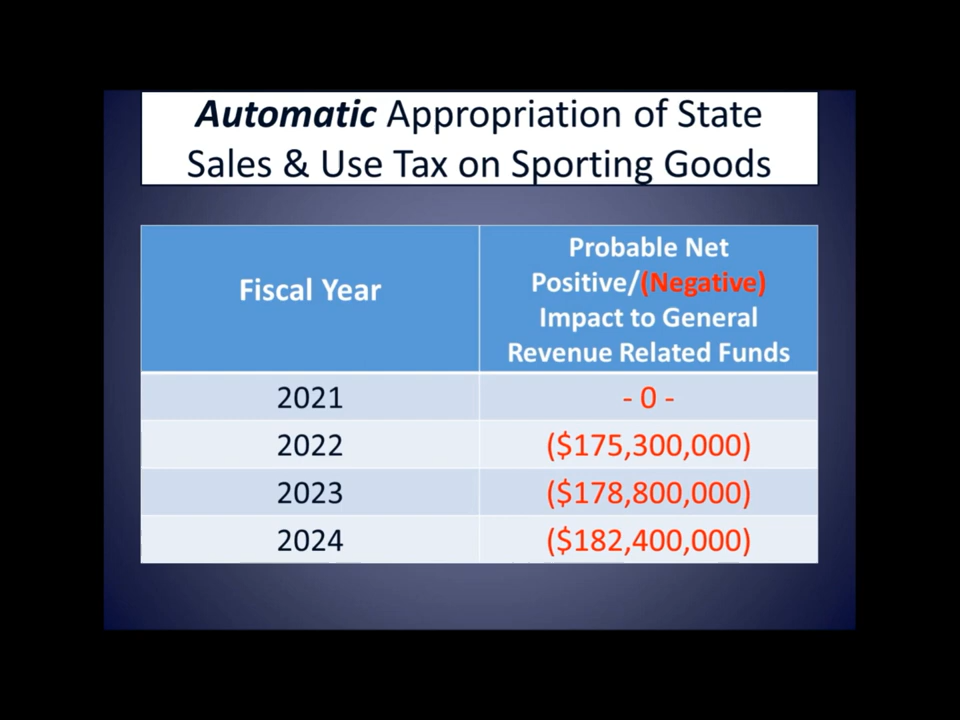 Automatic Appropriation of State
Sales & Use Tax on Sporting Goods
Fiscal Year
Probable Net
Positive/(Negative)
Impact to General
Revenue Related Funds
2021
- 0 -
2022
($175,300,000)
2023
($178,800,000)
2024
($182,400,000)